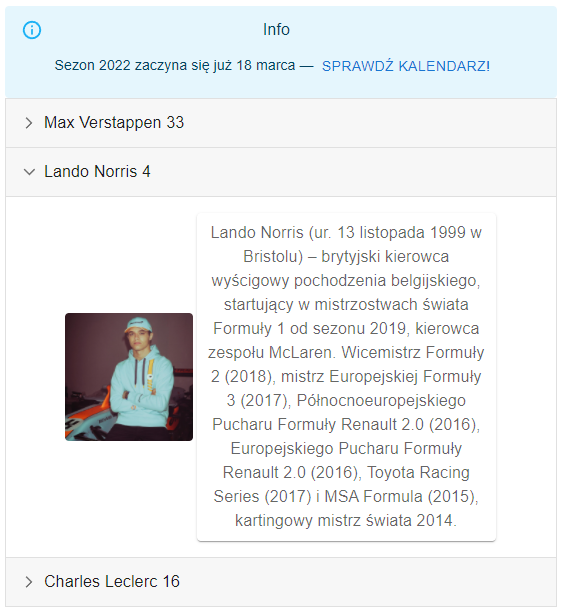 Info
Sezon 2022 zaczyna się już 18 marca — SPRAWDŹ KALENDARZ!
Max Verstappen 33
Lando Norris 4
Lando Norris (ur. 13 listopada 1999 w
Bristolu) – brytyjski kierowca
wyścigowy pochodzenia belgijskiego,
startujący w mistrzostwach świata
Formuły 1 od sezonu 2019, kierowca
zespołu McLaren. Wicemistrz Formuły
2 (2018), mistrz Europejskiej Formuły
3 (2017), Północnoeuropejskiego
Pucharu Formuły Renault 2.0 (2016),
Europejskiego Pucharu Formuły
Renault 2.0 (2016), Toyota Racing
Series (2017) i MSA Formula (2015),
kartingowy mistrz świata 2014.
Charles Leclerc 16